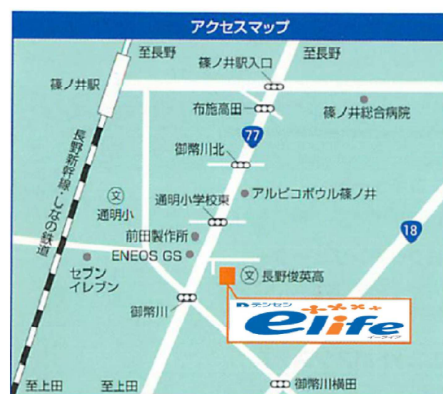 アクセスマップ
至長野
至長野
篠ノ井駅入口
篠ノ井駅
布施高田
篠ノ井総合病院
77
御幣川北
長野新幹線・しなの鉄道
文
通明小
アルピコボウル篠ノ井
通明小学校東
18
前田製作所
ENEOS GS
セブン
イレブン
文 長野俊英高
御幣川
テンセン
elife
イーライフ
至上田
至上田
御幣川横田